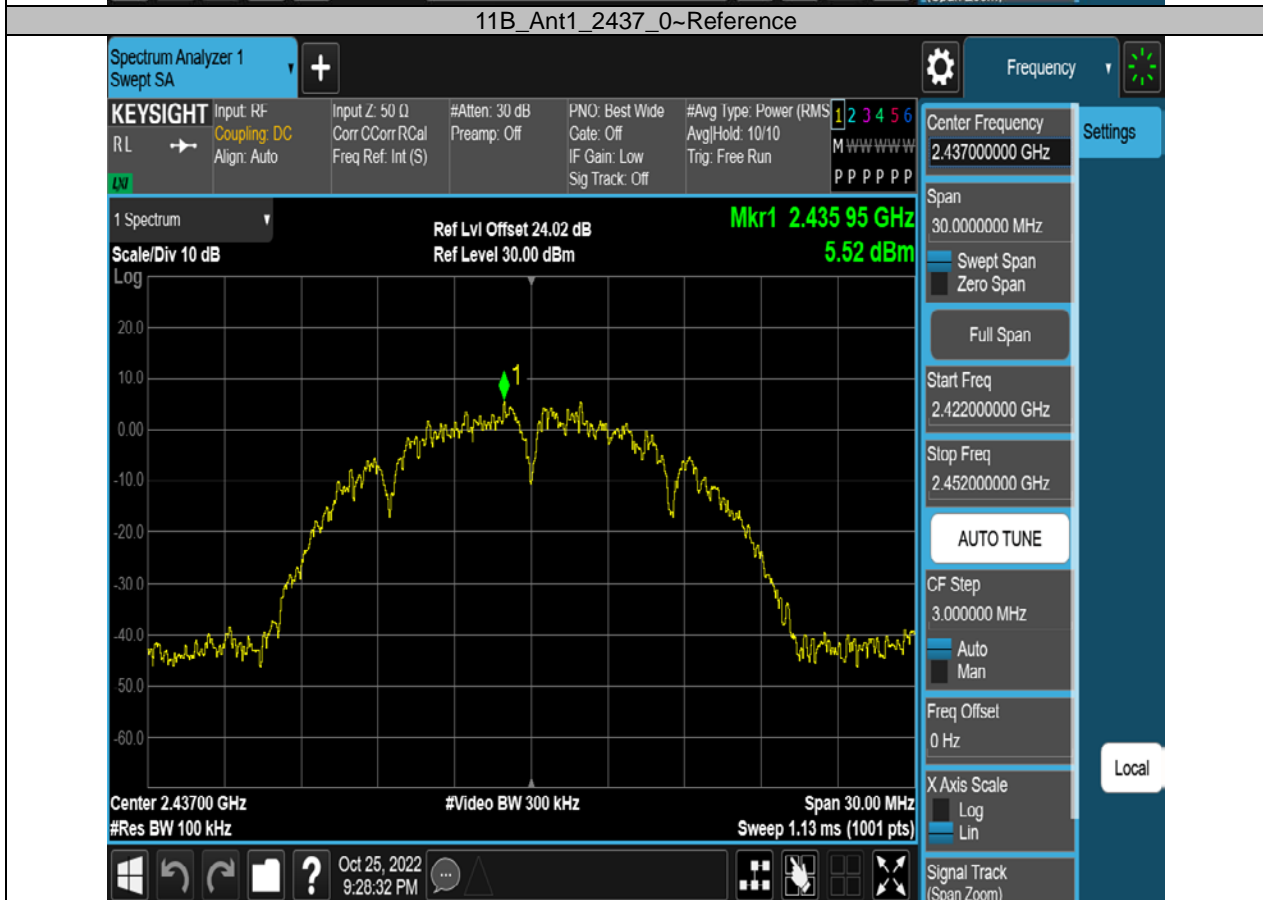 11B_Ant1_2437_0~Reference
Spectrum Analyzer 1
Swept SA
Frequency
KEYSIGHT
RL
LXI
Input: RF
Coupling: DC
Align: Auto
Input Z: 50 Ω
Corr CCorr RCal
Freq Ref: Int (S)
#Atten: 30 dB
Preamp: Off
PNO: Best Wide
Gate: Off
IF Gain: Low
Sig Track: Off
#Avg Type: Power (RMS
Avg|Hold: 10/10
Trig: Free Run
1 2 3 4 5 6
M W W W W W
P P P P P P
1 Spectrum
Scale/Div 10 dB
Log
Ref Lvl Offset 24.02 dB
Ref Level 30.00 dBm
Mkr1 2.435 95 GHz
5.52 dBm
1
20.0
10.0
0.00
-10.0
-20.0
-30.0
-40.0
-50.0
-60.0
Center 2.43700 GHz
#Res BW 100 kHz
#Video BW 300 kHz
Span 30.00 MHz
Sweep 1.13 ms (1001 pts)
Oct 25, 2022
9:28:32 PM
Center Frequency
2.437000000 GHz
Span
30.0000000 MHz
Swept Span
Zero Span
Full Span
Start Freq
2.422000000 GHz
Stop Freq
2.452000000 GHz
AUTO TUNE
CF Step
3.000000 MHz
Auto
Man
Freq Offset
0 Hz
X Axis Scale
Log
Lin
Signal Track
(Span Zoom)
Settings
Local